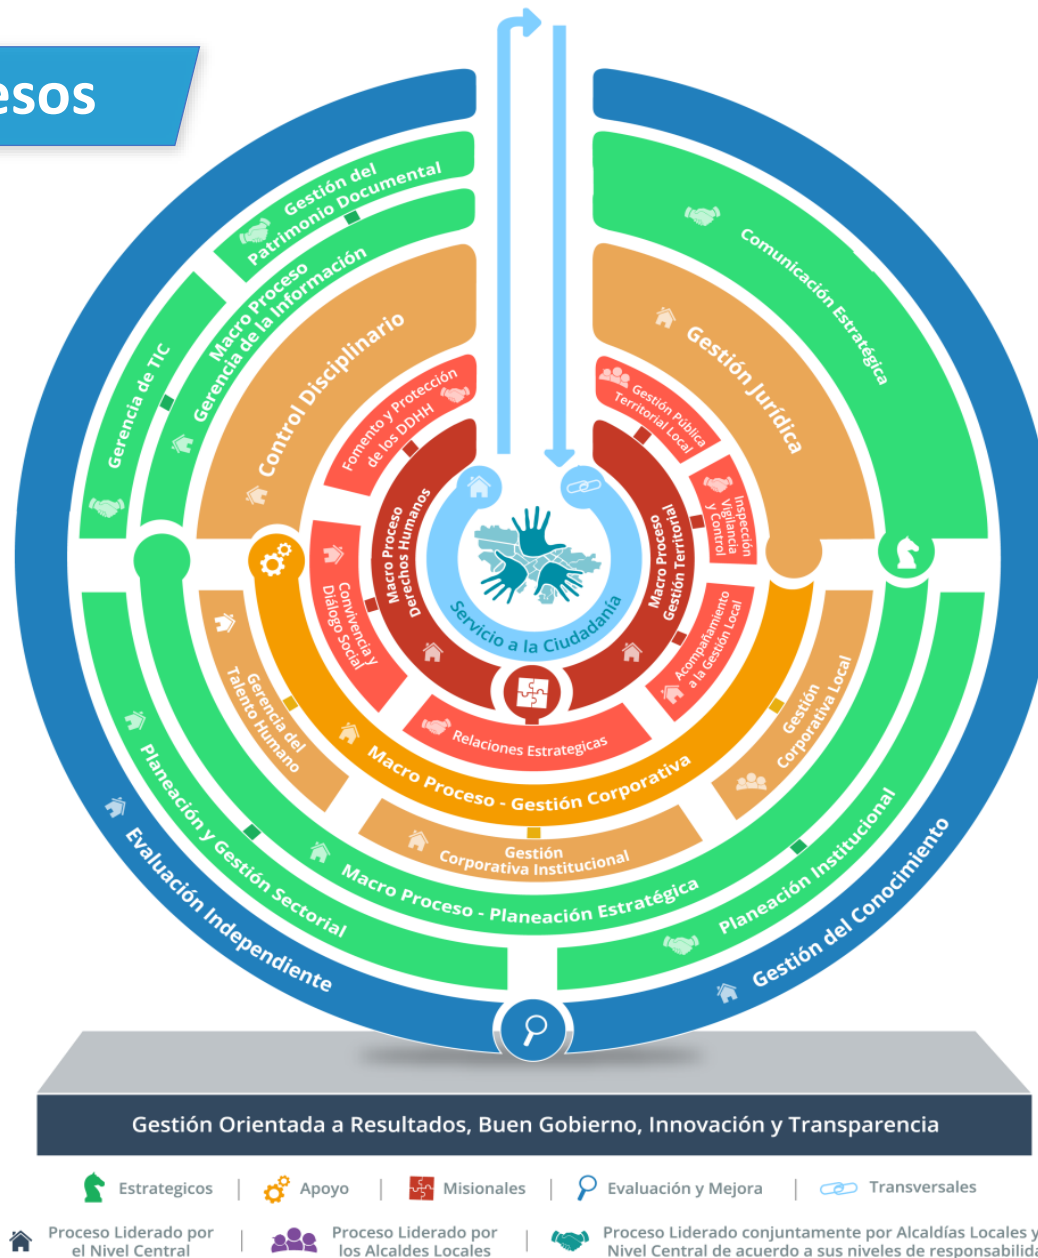 esos
Gestión del
Patrimonio Documental
Macro Proceso
Gerencia de la Información
Gerencia de TIC
Control Disciplinario
Fomento y Protección
de los DDHH
Macro Proceso
Derechos Humanos
Convivencia y
Diálogo Social
Comunicación Estratégica
Gestión Jurídica
Gestión Pública
Territorial Local
Inspección
Vigilancia
y Control
Macro Proceso
Gestión Territorial
Acompañamiento
a la Gestión Local
Servicio a la Ciudadanía
Relaciones Estrategicas
Gerencia del
Talento Humano
Macro Proceso - Gestión Corporativa
Gestión
Corporativa Local
Gestión
Corporativa Institucional
Macro Proceso - Planeación Estratégica
Planeación y Gestión Sectorial
Planeación Institucional
Evaluación Independiente
Gestión del Conocimiento
Gestión Orientada a Resultados, Buen Gobierno, Innovación y Transparencia
Estrategicos | Apoyo | Misionales | Evaluación y Mejora | Transversales
Proceso Liderado por
el Nivel Central
Proceso Liderado por
los Alcaldes Locales
Proceso Liderado conjuntamente por Alcaldías Locales y
Nivel Central de acuerdo a sus niveles de responsabilida